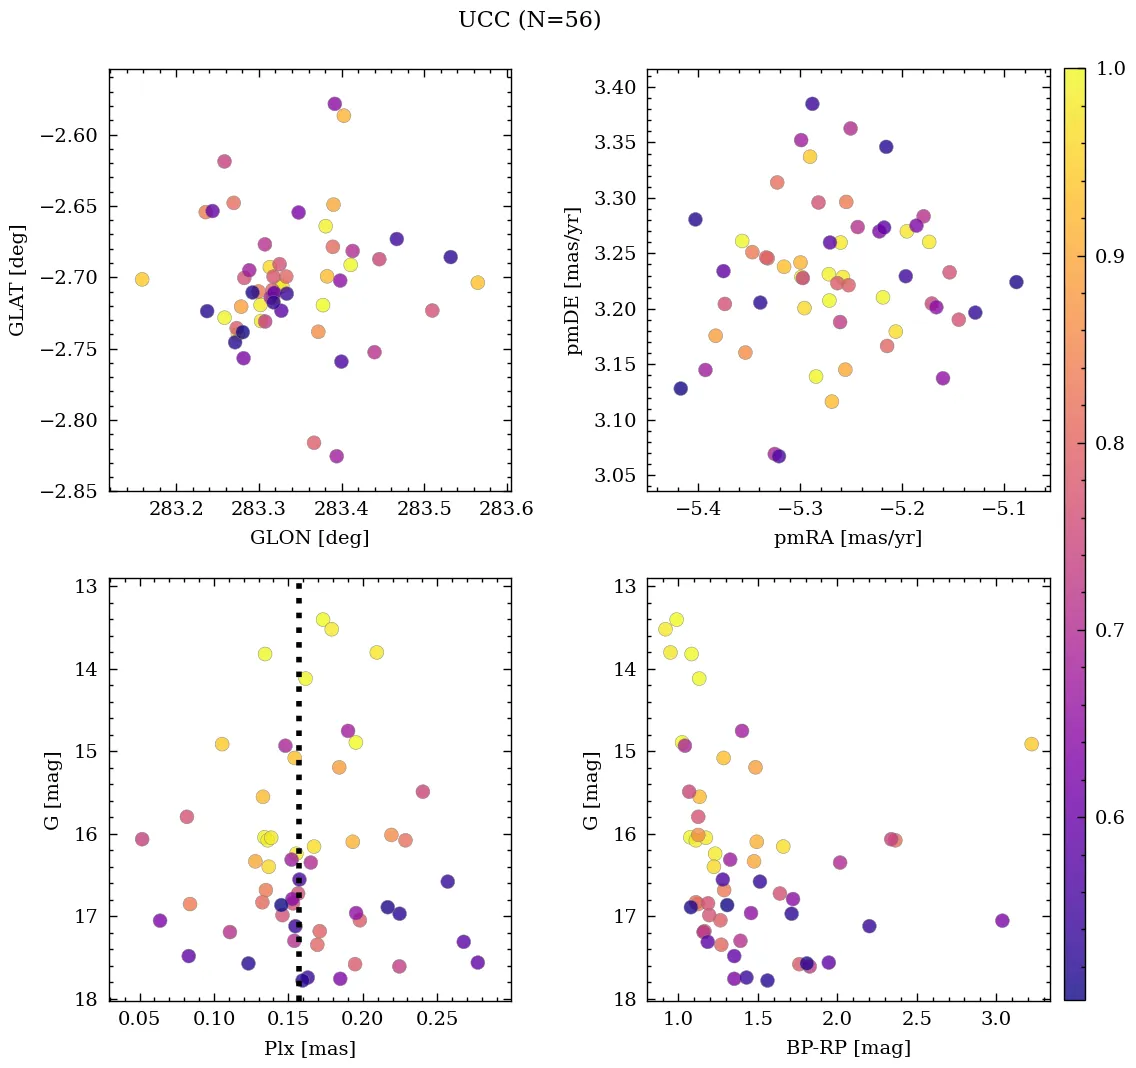 UCC (N=56)
−2.60
−2.65
−2.70
−2.75
−2.80
−2.85
GLAT [deg]
283.2 283.3 283.4 283.5 283.6
GLON [deg]
3.40
3.35
3.30
3.25
3.20
3.15
3.10
3.05
pmDE [mas/yr]
−5.4 −5.3 −5.2 −5.1
pmRA [mas/yr]
1.0
0.9
0.8
0.7
0.6
13
14
15
16
17
18
G [mag]
0.05 0.10 0.15 0.20 0.25
Plx [mas]
13
14
15
16
17
18
G [mag]
1.0 1.5 2.0 2.5 3.0
BP-RP [mag]